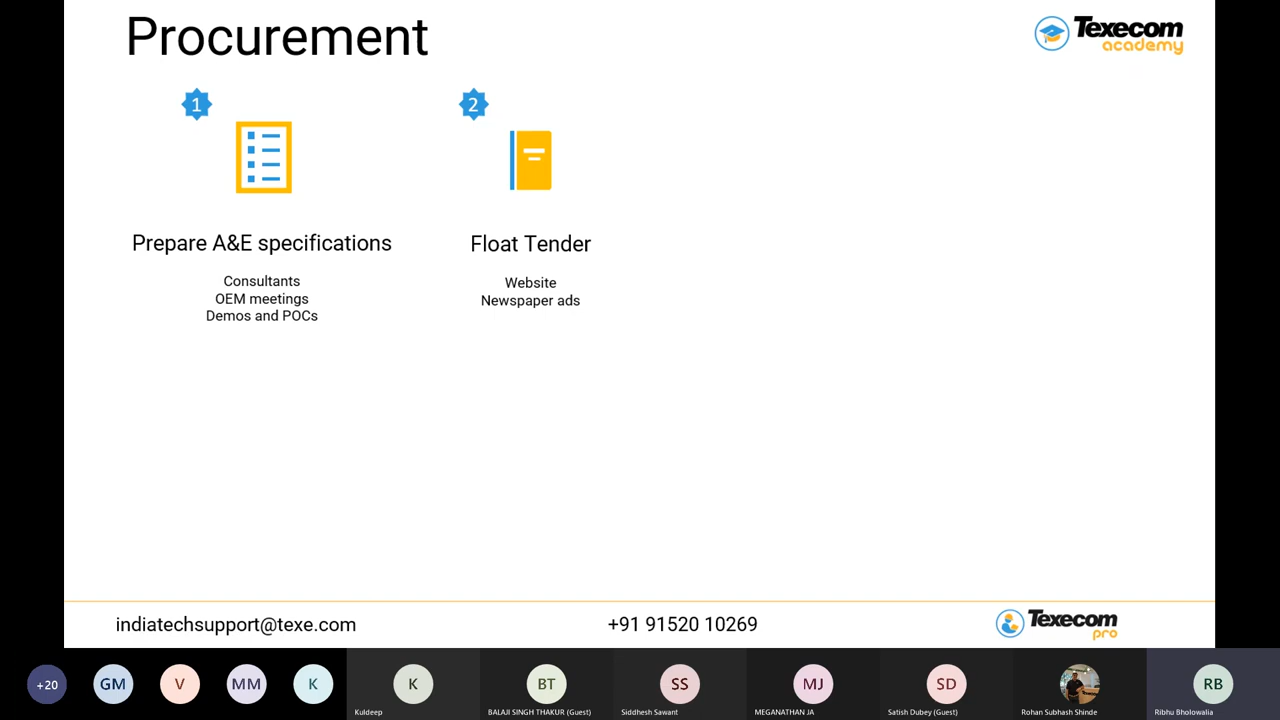 Procurement
Texecom
academy
1
2
Prepare A&E specifications
Float Tender
Consultants
OEM meetings
Demos and POCs
Website
Newspaper ads
indiatechsupport@texe.com
+91 91520 10269
Texecom
pro
+20
GM
V
MM
K
K
BT
SS
MJ
SD
RB
Kuldeep
BALAJI SINGH THAKUR (Guest)
Siddhesh Sawant
MEGANATHAN JA
Satish Dubey (Guest)
Rohan Subhash Shinde
Ribhu Bholowalia